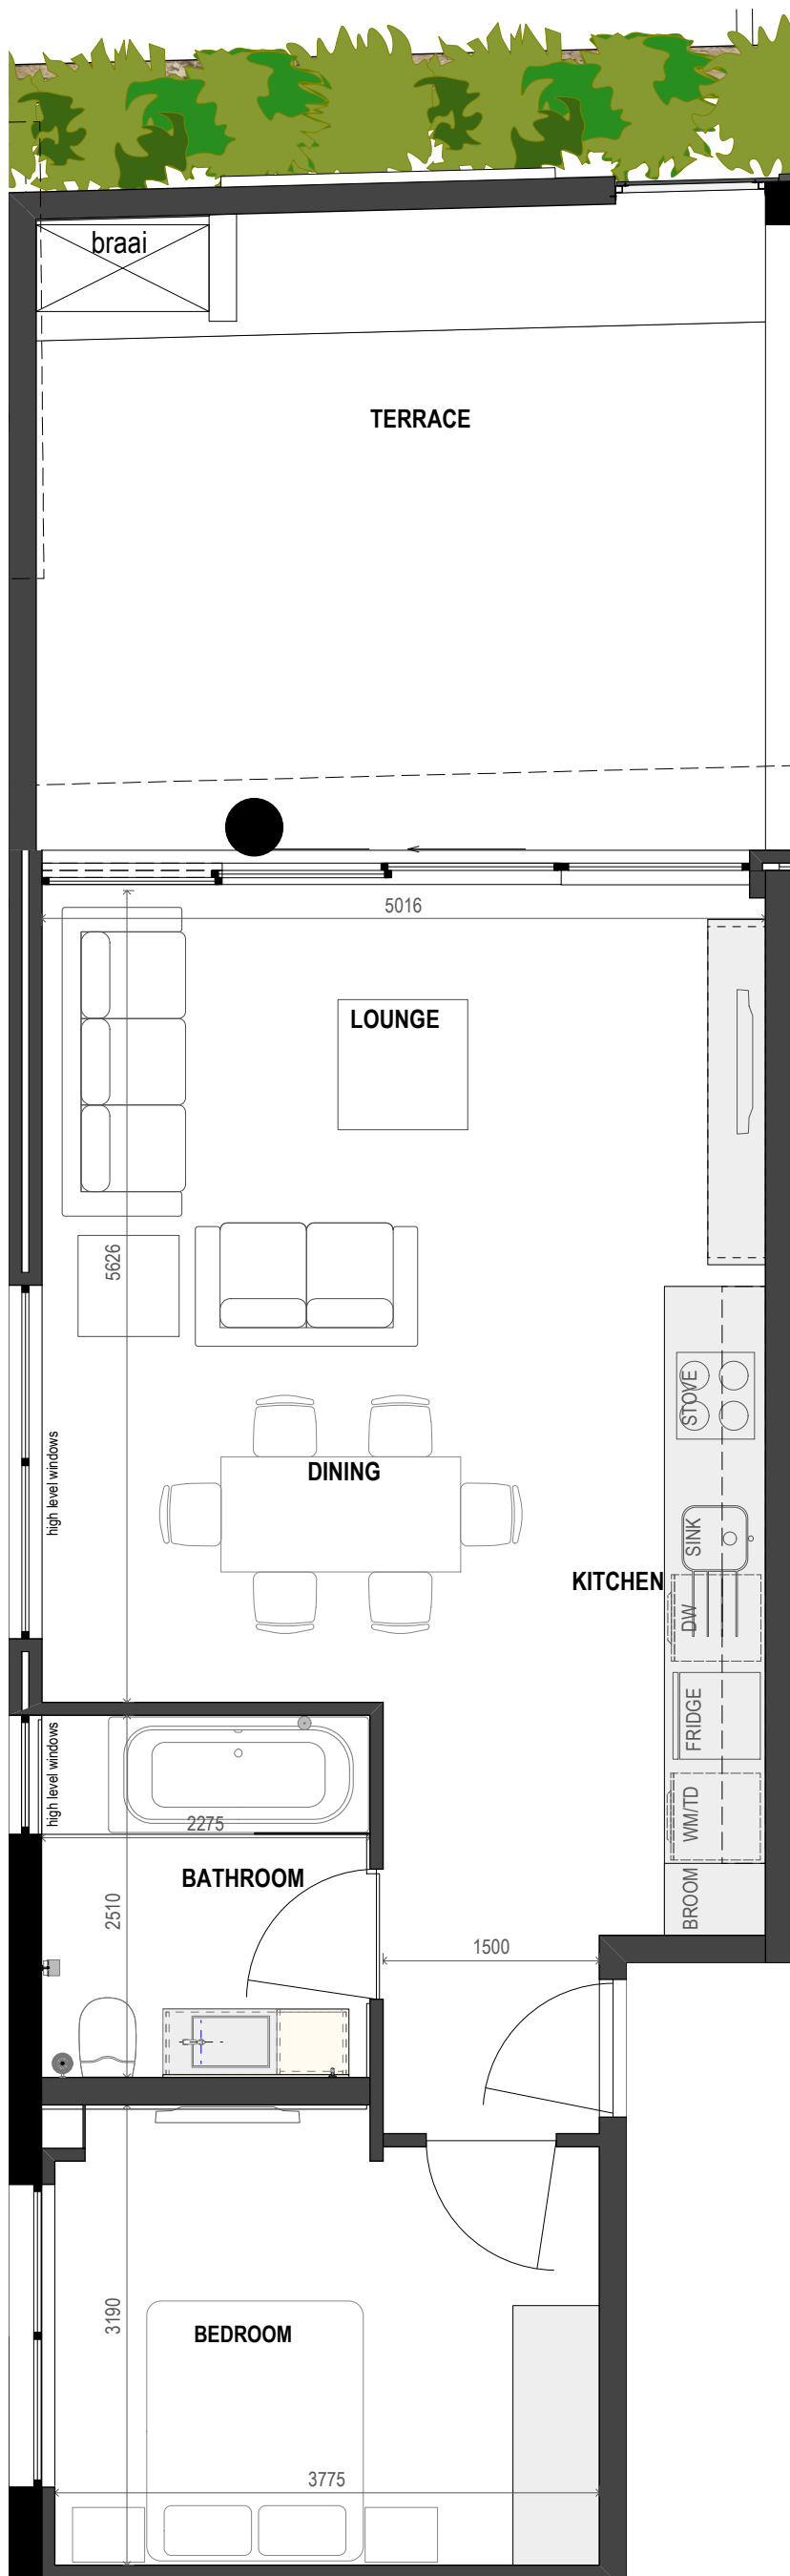 braai
TERRACE
5016
LOUNGE
5626
STOVE
high level windows
DINING
SINK
KITCHEN
DW
FRIDGE
high level windows
WM/TD
2275
BATHROOM
2510
BROOM
1500
3190
BEDROOM
3775